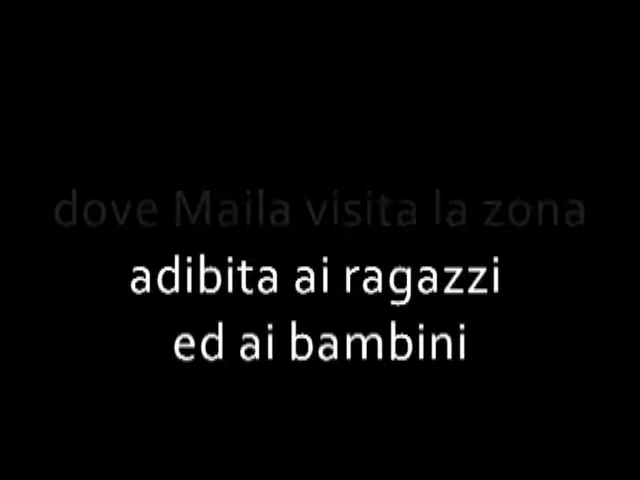 dove Maila visita la zona
adibita ai ragazzi
ed ai bambini